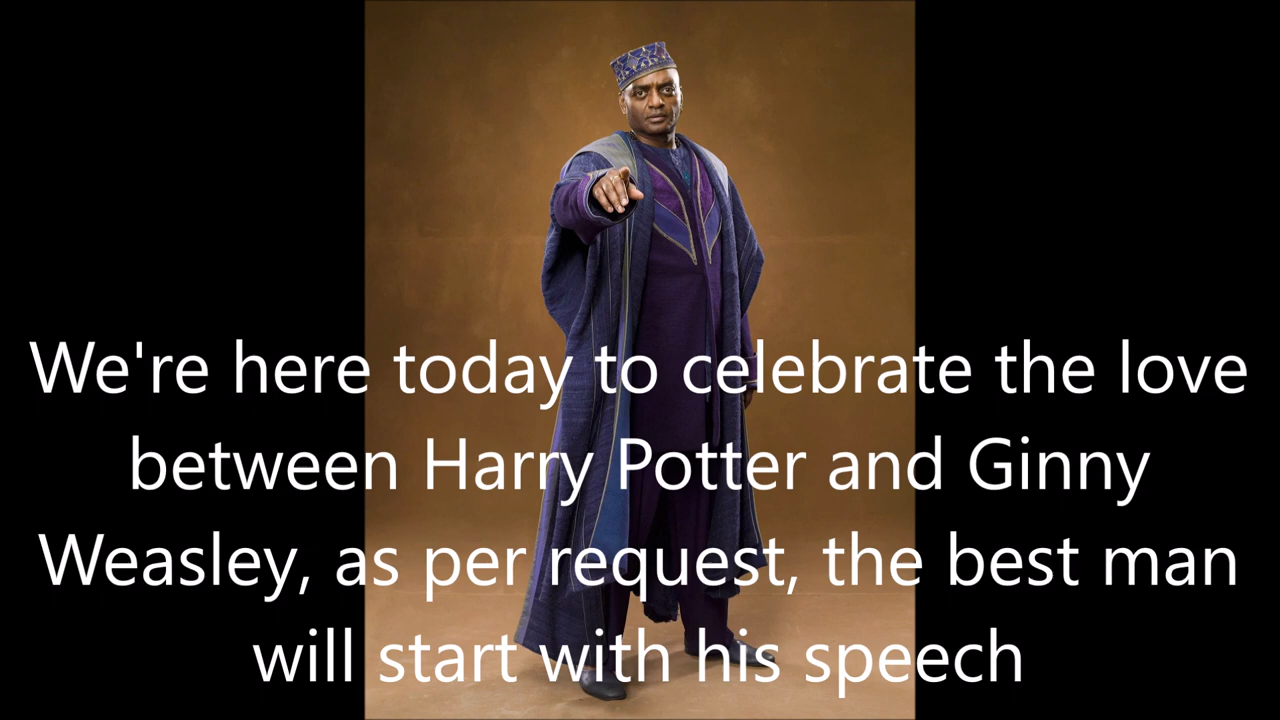 We're here today to celebrate the love
between Harry Potter and Ginny
Weasley, as per request, the best man
will start with his speech